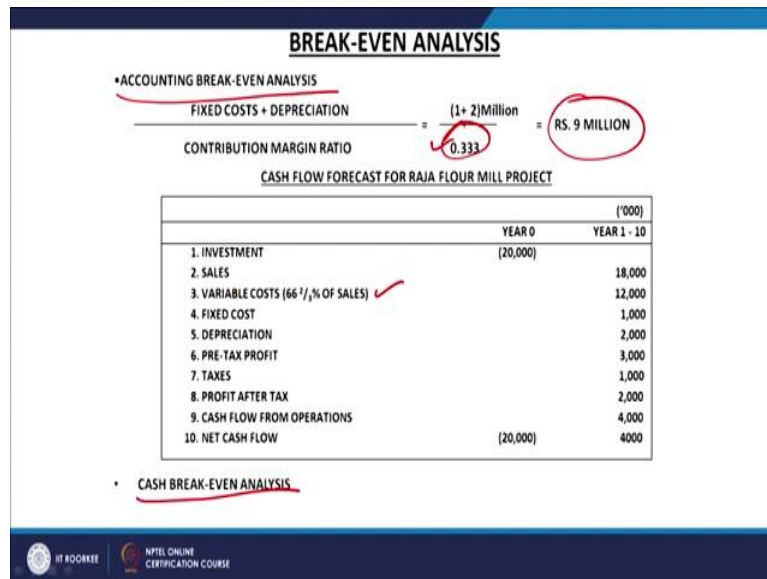 BREAK-EVEN ANALYSIS
•ACCOUNTING BREAK-EVEN ANALYSIS
FIXED COSTS + DEPRECIATION
CONTRIBUTION MARGIN RATIO
= (1+ 2)Million
0.333
= RS. 9 MILLION
CASH FLOW FORECAST FOR RAJA FLOUR MILL PROJECT
('000)
YEAR 0 YEAR 1 - 10
1. INVESTMENT (20,000)
2. SALES 18,000
3. VARIABLE COSTS (66 2/3% OF SALES) 12,000
4. FIXED COST 1,000
5. DEPRECIATION 2,000
6. PRE-TAX PROFIT 3,000
7. TAXES 1,000
8. PROFIT AFTER TAX 2,000
9. CASH FLOW FROM OPERATIONS 4,000
10. NET CASH FLOW (20,000) 4000
• CASH BREAK-EVEN ANALYSIS
IIT ROORKEE
NPTEL ONLINE
CERTIFICATION COURSE